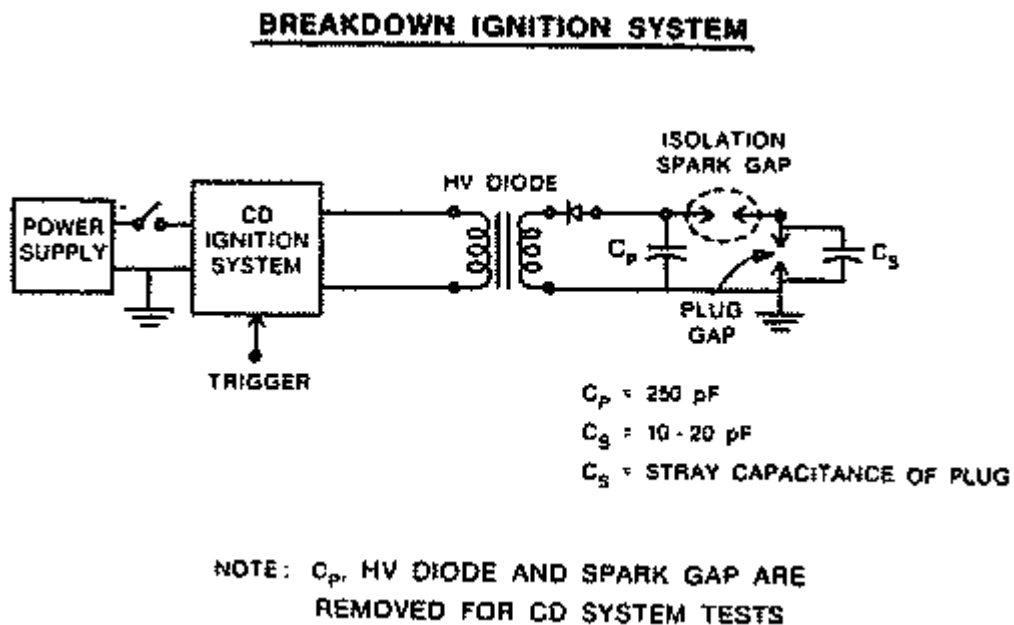 BREAKDOWN IGNITION SYSTEM
ISOLATION
SPARK GAP
HV DIODE
POWER
SUPPLY
CD
IGNITION
SYSTEM
Cp
Cs
PLUG
GAP
TRIGGER
Cp = 250 pF
Cs = 10 - 20 pF
Cs = STRAY CAPACITANCE OF PLUG
NOTE: Cp, HV DIODE AND SPARK GAP ARE
REMOVED FOR CD SYSTEM TESTS